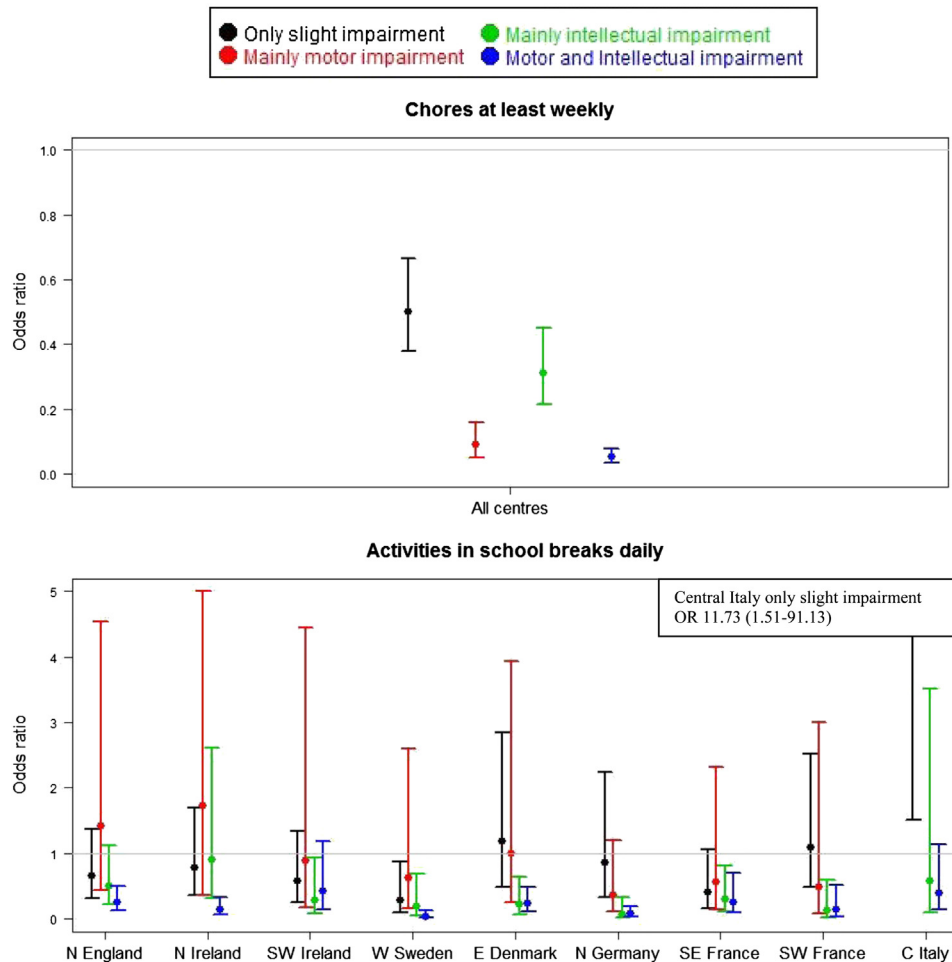 Only slight impairment
Mainly intellectual impairment
Mainly motor impairment
Motor and Intellectual impairment
Chores at least weekly
1.0
0.8
0.6
0.4
0.2
0.0
Odds ratio
All centres
Activities in school breaks daily
Central Italy only slight impairment
OR 11.73 (1.51-91.13)
5
4
3
2
1
0
Odds ratio
N England N Ireland SW Ireland W Sweden E Denmark N Germany SE France SW France C Italy